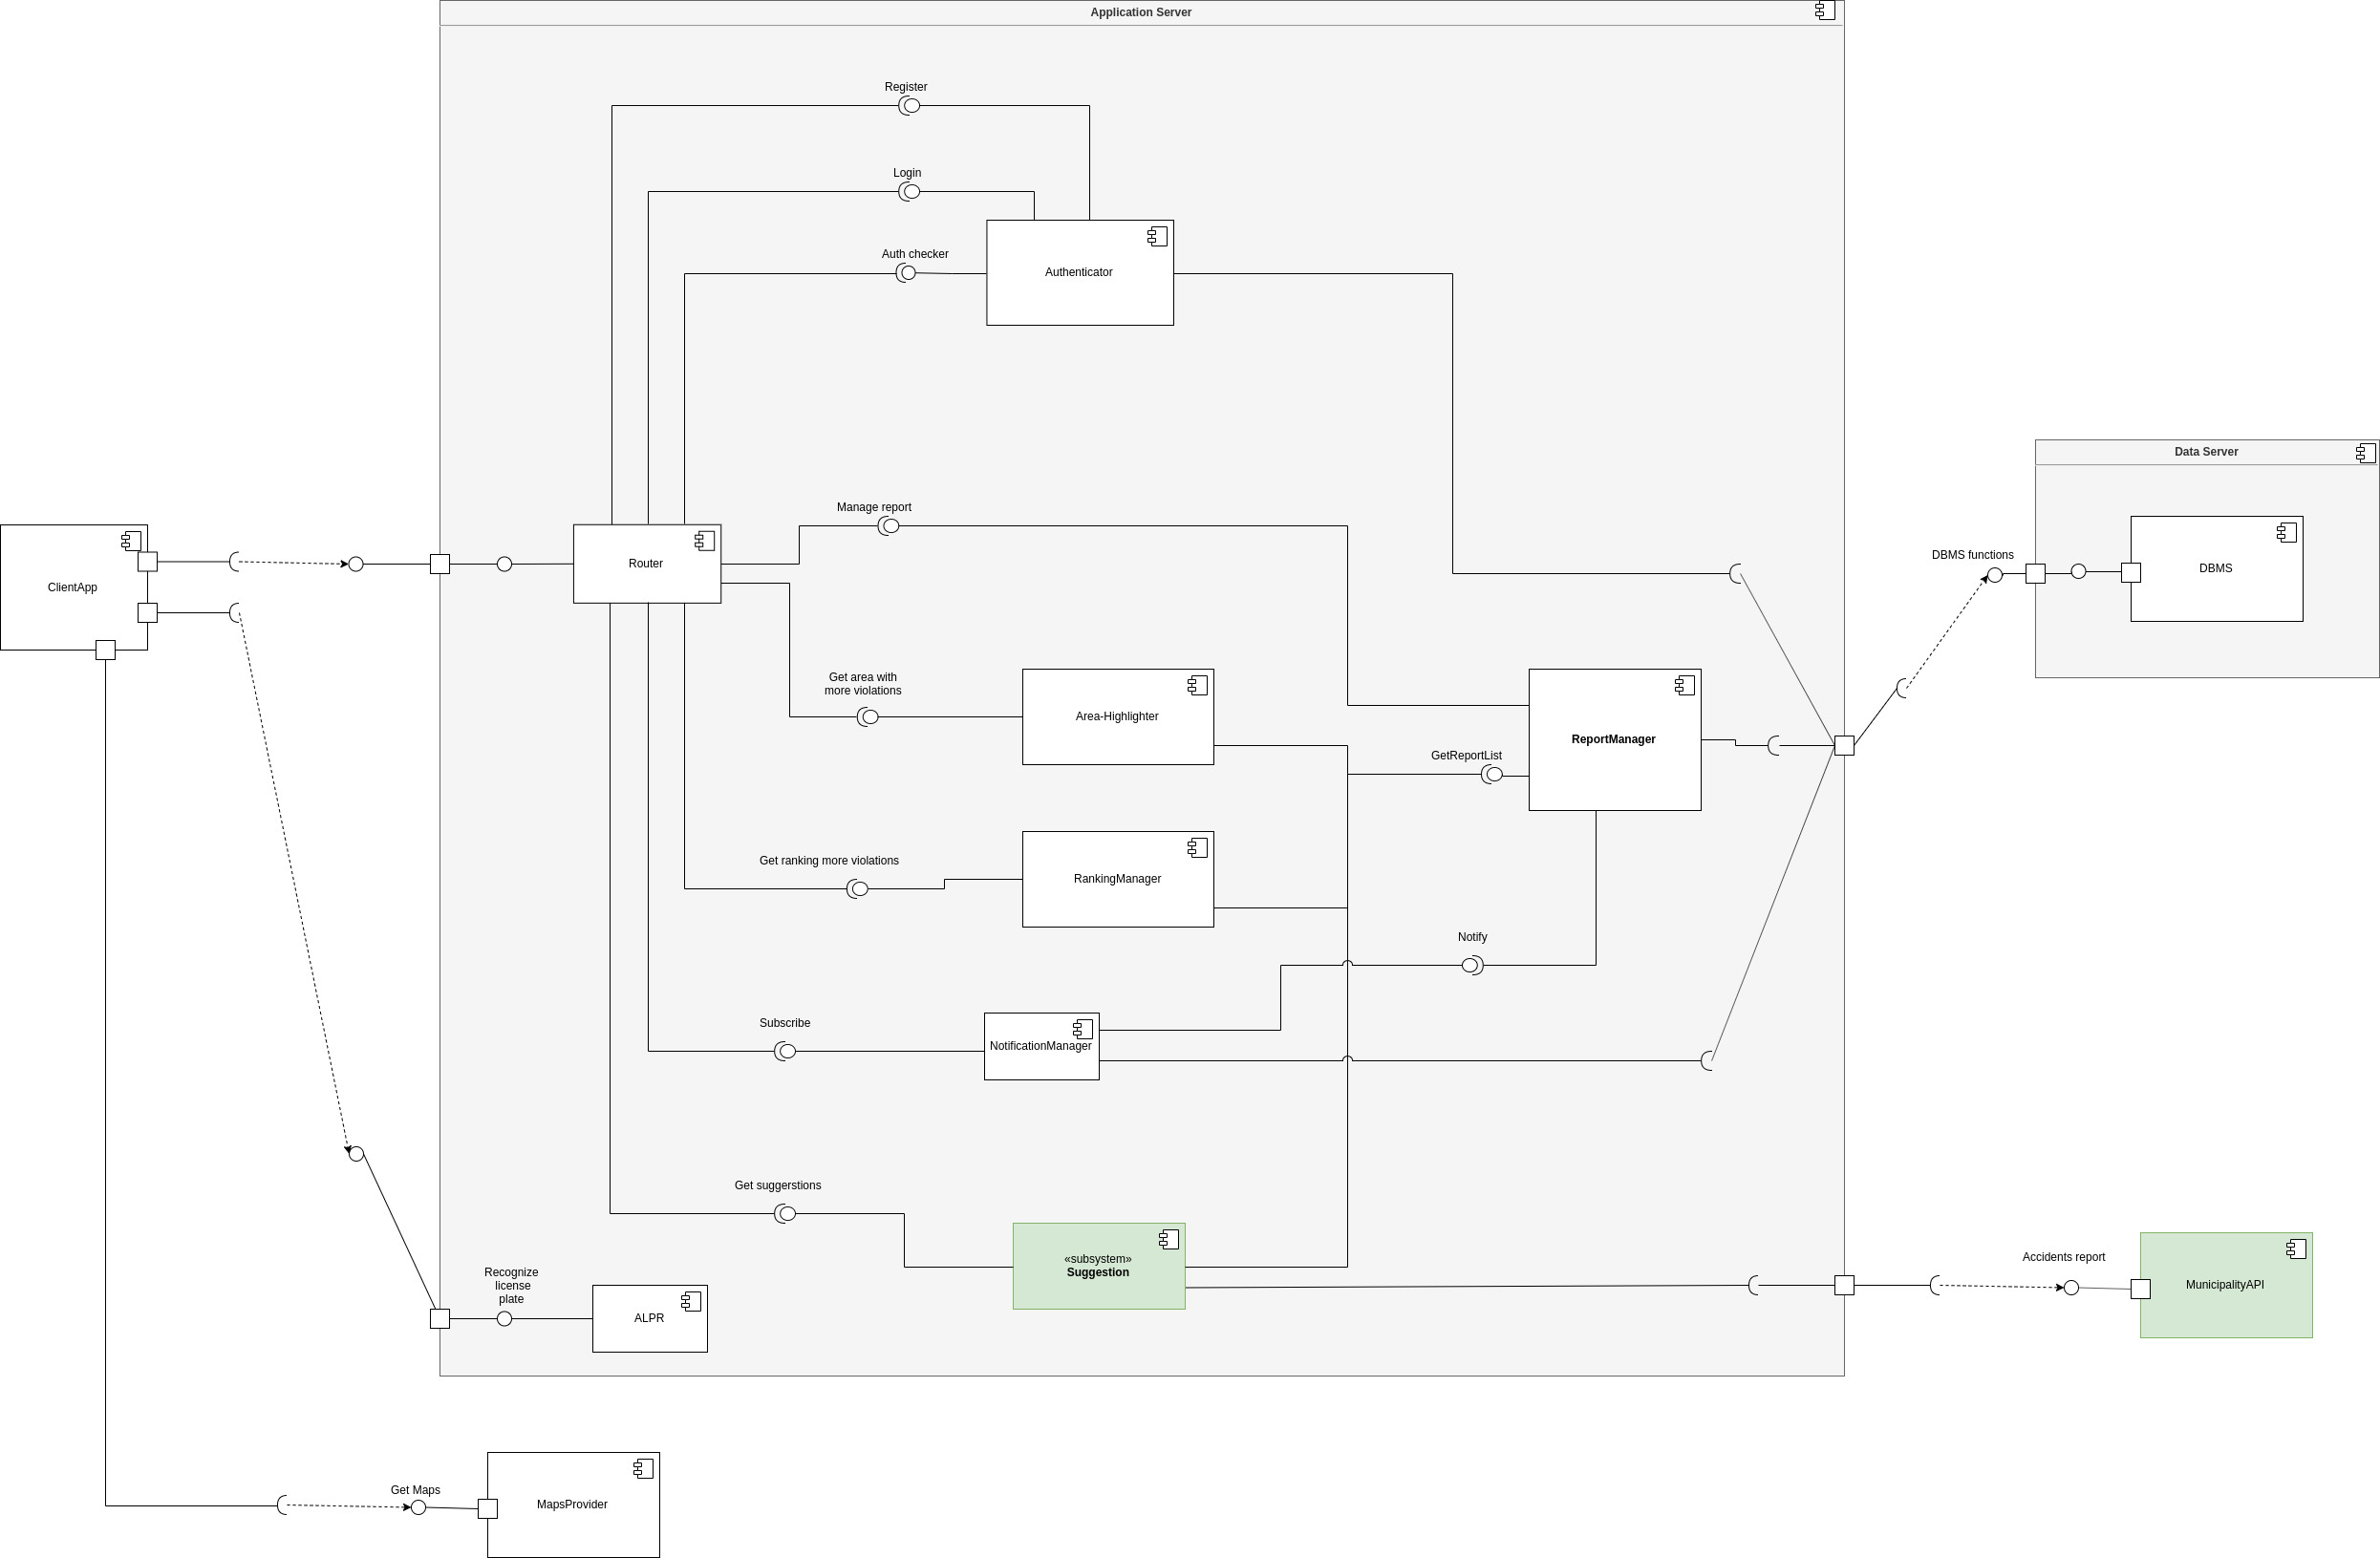 Application Server
Register
Login
Auth checker
Authenticator
Data Server
Manage report
DBMS functions
DBMS
Router
ClientApp
Get area with
more violations
Area-Highlighter
ReportManager
GetReportList
Get ranking more violations
RankingManager
Notify
Subscribe
NotificationManager
Get suggerstions
«subsystem»
Suggestion
Accidents report
MunicipalityAPI
Recognize
license
plate
ALPR
Get Maps
MapsProvider